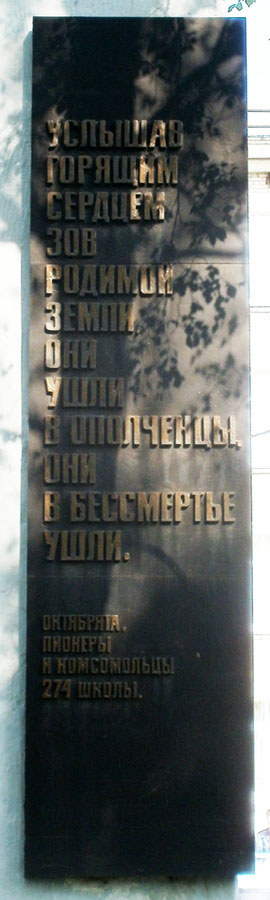 УСЛЫШАВ
ГОРЯЩИМ
СЕРДЦЕМ
ЗОВ
РОДИМОЙ
ЗЕМЛИ,
ОНИ
УШЛИ
В ОПОЛЧЕНЦЫ,
ОНИ
В БЕССМЕРТЬЕ
УШЛИ.
ОКТЯБРЯТА,
ПИОНЕРЫ
И КОМСОМОЛЬЦЫ
274 ШКОЛЫ.